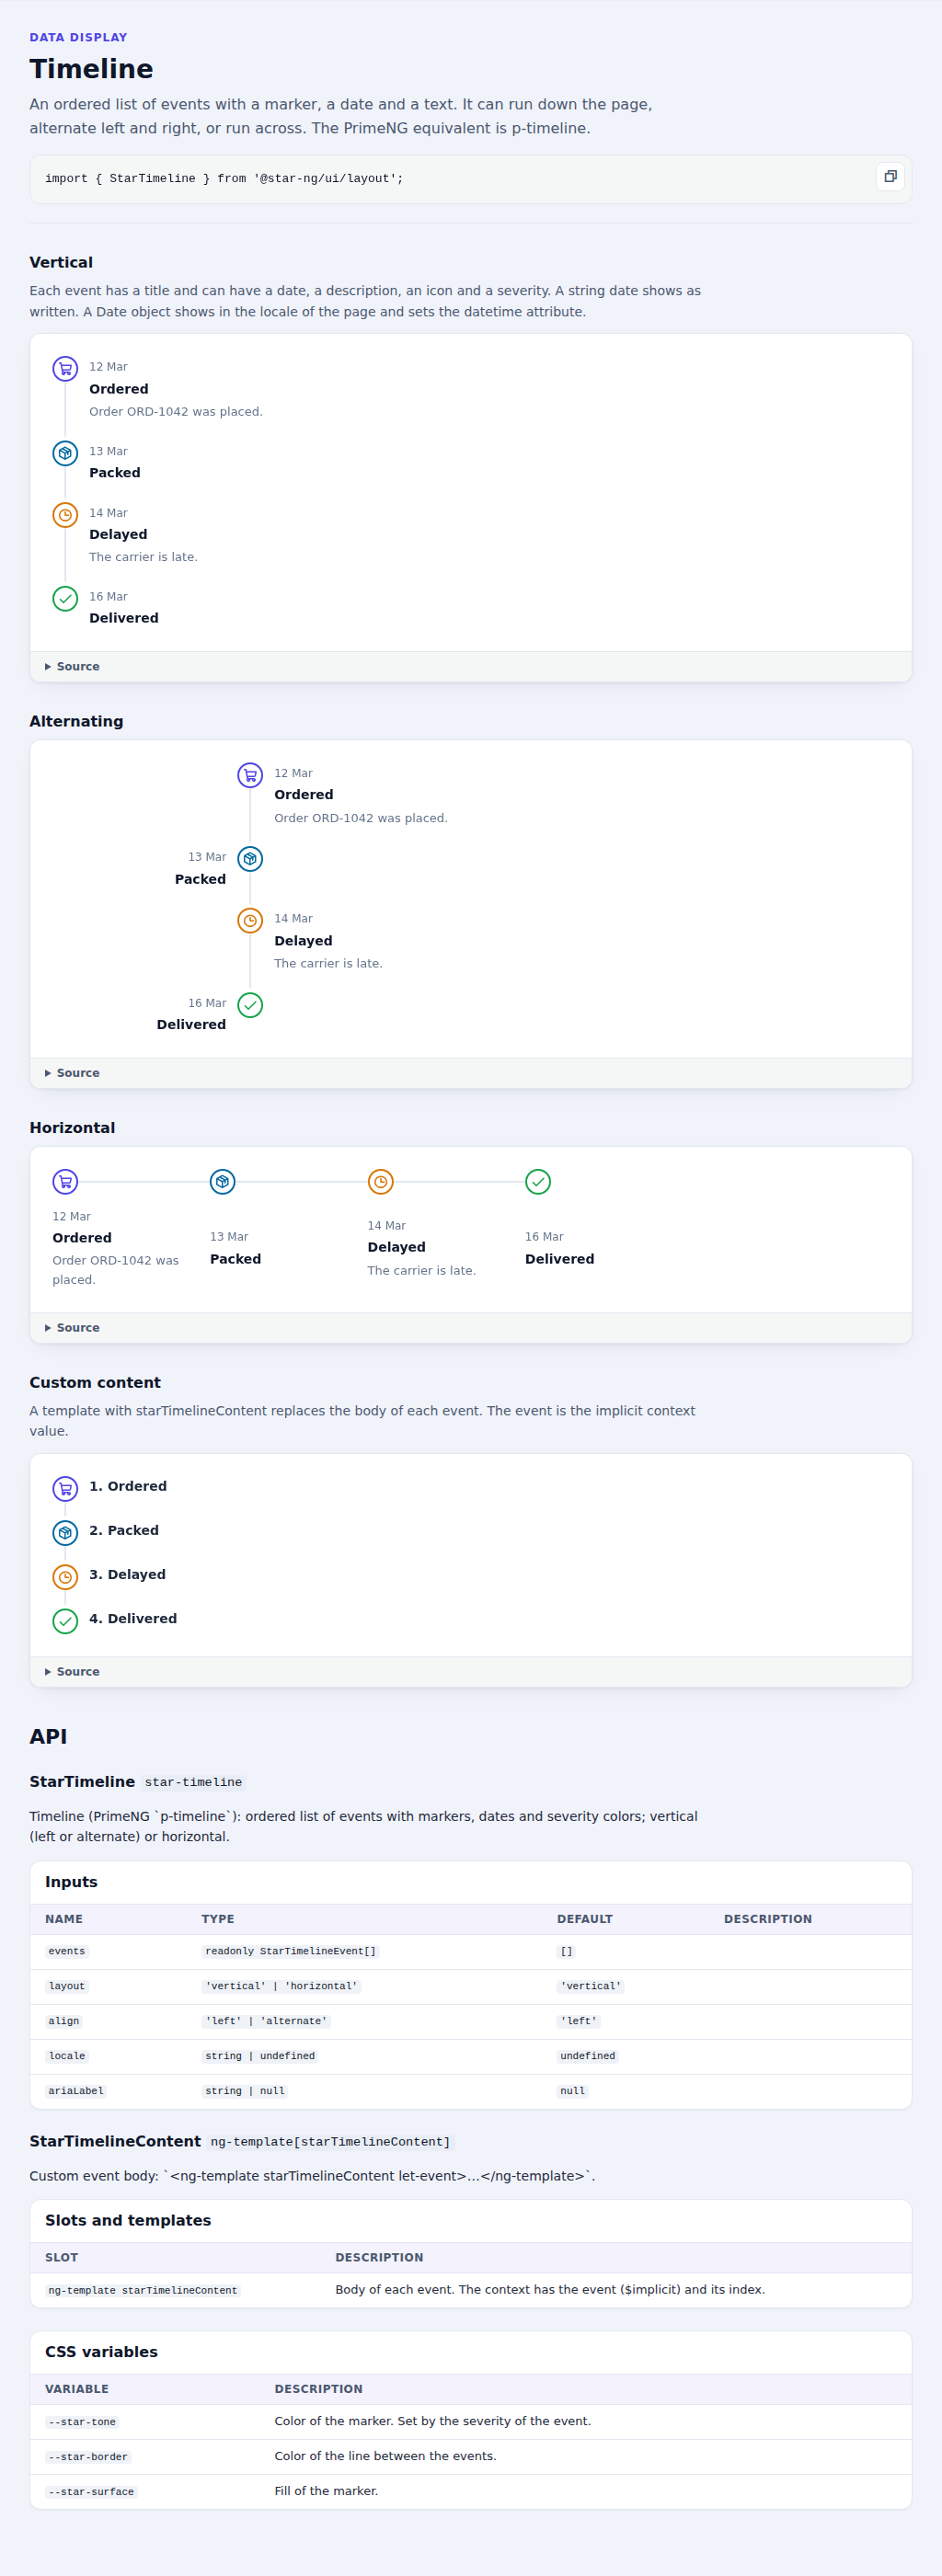 DATA DISPLAY
Timeline
An ordered list of events with a marker, a date and a text. It can run down the page,
alternate left and right, or run across. The PrimeNG equivalent is p-timeline.
import { StarTimeline } from '@star-ng/ui/layout';
Vertical
Each event has a title and can have a date, a description, an icon and a severity. A string date shows as
written. A Date object shows in the locale of the page and sets the datetime attribute.
12 Mar
Ordered
Order ORD-1042 was placed.
13 Mar
Packed
14 Mar
Delayed
The carrier is late.
16 Mar
Delivered
Source
Alternating
12 Mar
Ordered
Order ORD-1042 was placed.
13 Mar
Packed
14 Mar
Delayed
The carrier is late.
16 Mar
Delivered
Source
Horizontal
12 Mar
Ordered
Order ORD-1042 was
placed.
13 Mar
Packed
14 Mar
Delayed
The carrier is late.
16 Mar
Delivered
Source
Custom content
A template with starTimelineContent replaces the body of each event. The event is the implicit context
value.
1. Ordered
2. Packed
3. Delayed
4. Delivered
Source
API
StarTimeline star-timeline
Timeline (PrimeNG `p-timeline`): ordered list of events with markers, dates and severity colors; vertical
(left or alternate) or horizontal.
Inputs
NAME TYPE DEFAULT DESCRIPTION
events readonly StarTimelineEvent[] []
layout 'vertical' | 'horizontal' 'vertical'
align 'left' | 'alternate' 'left'
locale string | undefined undefined
ariaLabel string | null null
StarTimelineContent ng-template[starTimelineContent]
Custom event body: `<ng-template starTimelineContent let-event>…</ng-template>`.
Slots and templates
SLOT DESCRIPTION
ng-template starTimelineContent Body of each event. The context has the event ($implicit) and its index.
CSS variables
VARIABLE DESCRIPTION
--star-tone Color of the marker. Set by the severity of the event.
--star-border Color of the line between the events.
--star-surface Fill of the marker.